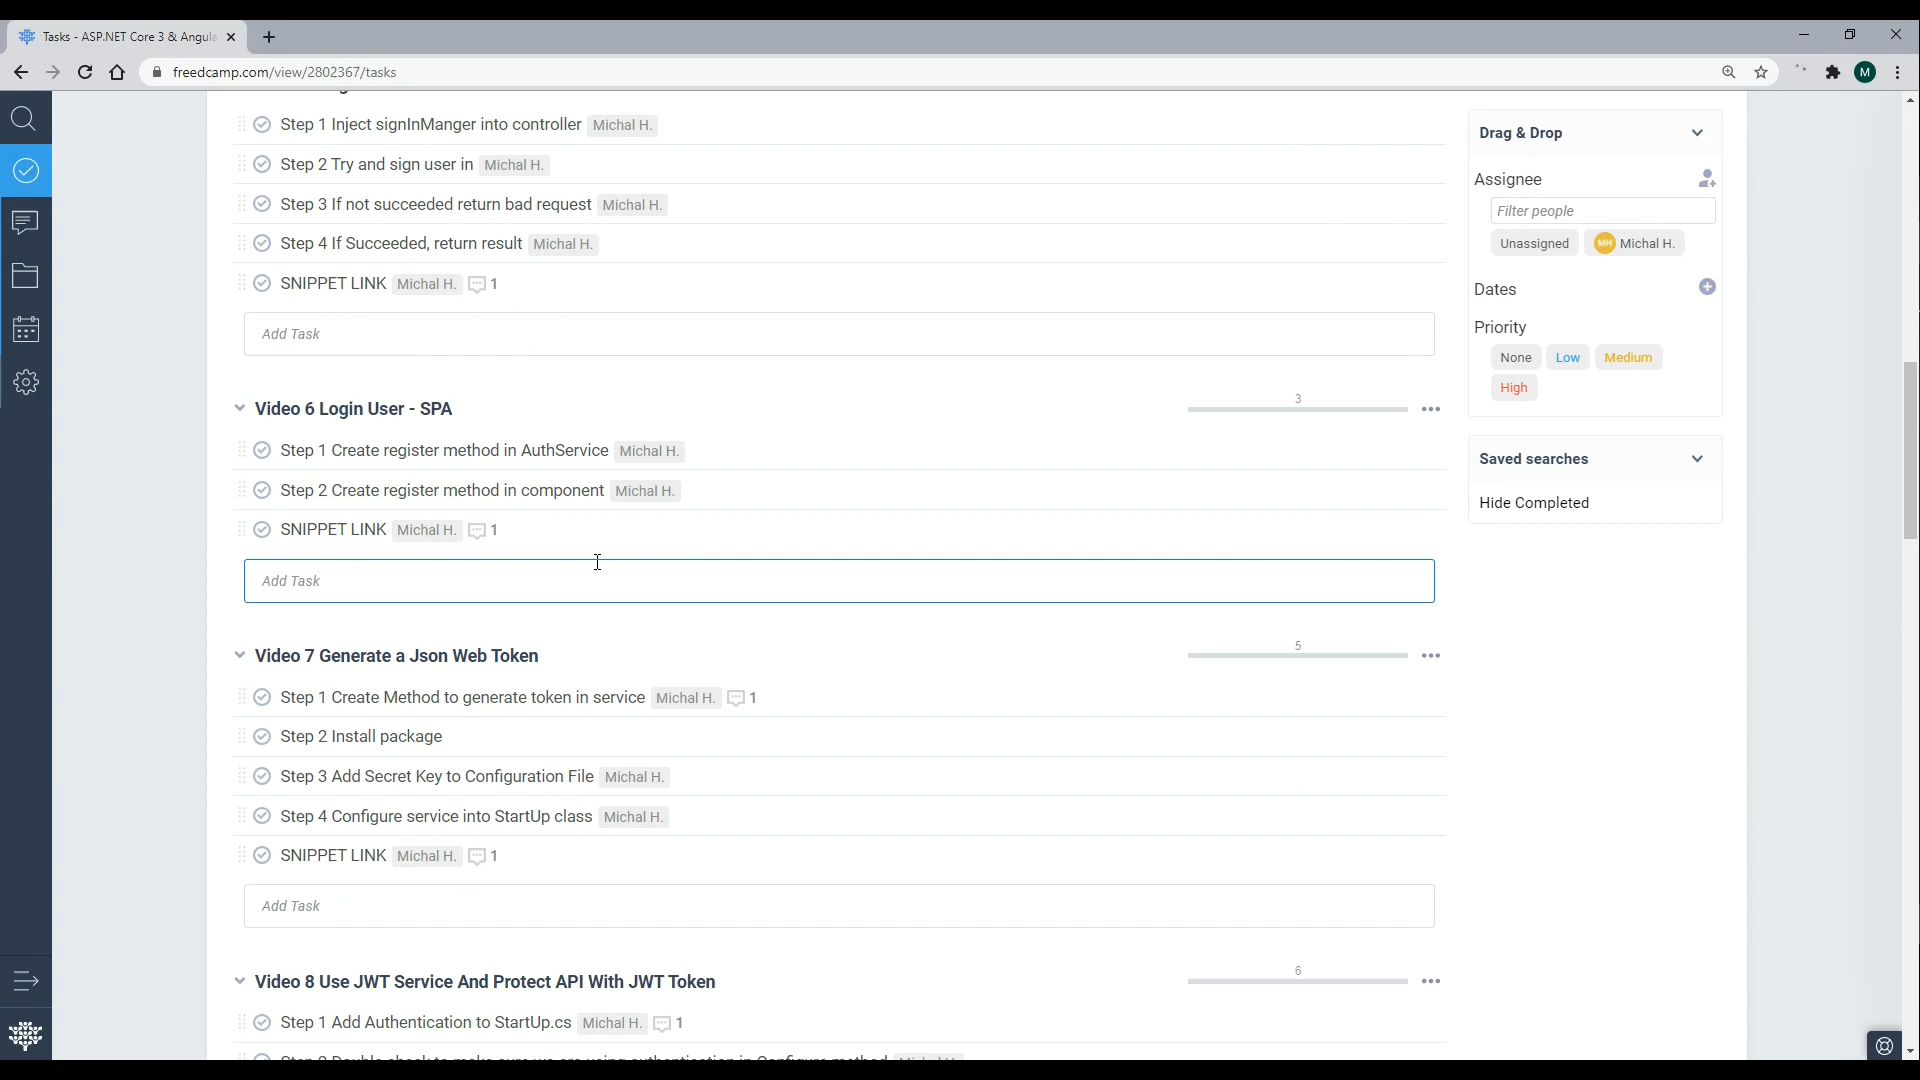 Tasks - ASP.NET Core 3 & Angula
freedcamp.com/view/2802367/tasks
M
Step 1 Inject signInManger into controller Michal H.
Step 2 Try and sign user in Michal H.
Step 3 If not succeeded return bad request Michal H.
Step 4 If Succeeded, return result Michal H.
SNIPPET LINK Michal H. 1
Add Task
Video 6 Login User - SPA 3
Step 1 Create register method in AuthService Michal H.
Step 2 Create register method in component Michal H.
SNIPPET LINK Michal H. 1
Add Task
Video 7 Generate a Json Web Token 5
Step 1 Create Method to generate token in service Michal H. 1
Step 2 Install package
Step 3 Add Secret Key to Configuration File Michal H.
Step 4 Configure service into StartUp class Michal H.
SNIPPET LINK Michal H. 1
Add Task
Video 8 Use JWT Service And Protect API With JWT Token 6
Step 1 Add Authentication to StartUp.cs Michal H. 1
Drag & Drop
Assignee
Filter people
Unassigned MH Michal H.
Dates
Priority
None Low Medium
High
Saved searches
Hide Completed